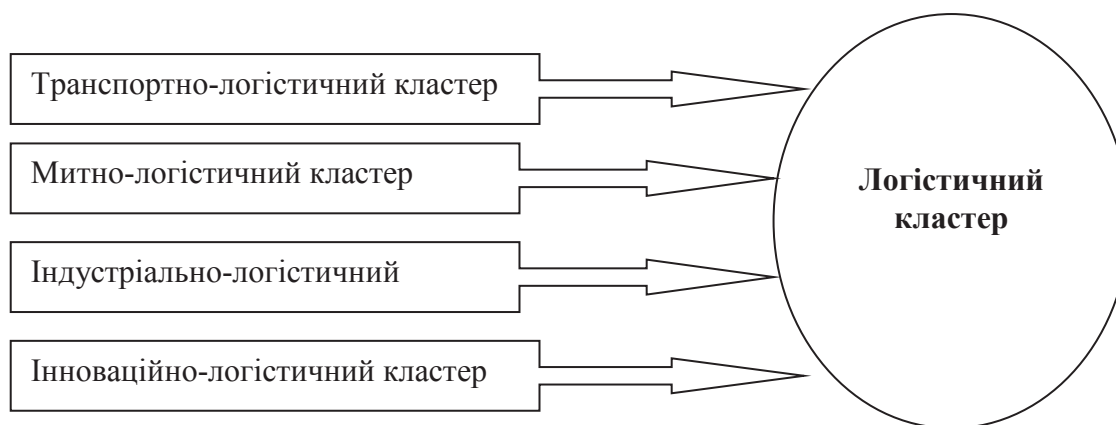 Транспортно-логістичний кластер
Митно-логістичний кластер
Індустріально-логістичний
Інноваційно-логістичний кластер
Логістичний
кластер